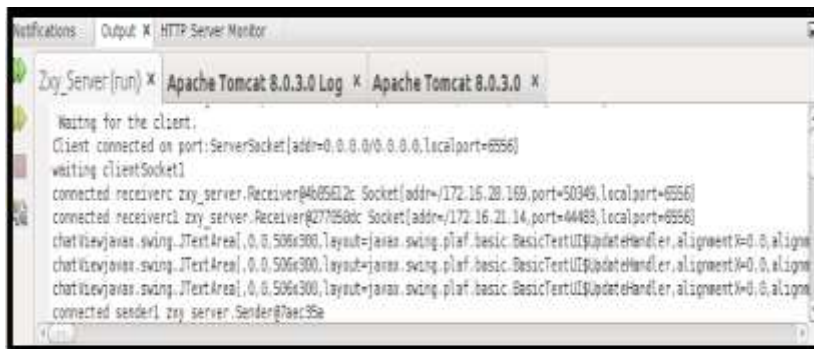 Notifications Output × HTTP Server Monitor
Zxy_Server (run) × Apache Tomcat 8.0.3.0 Log × Apache Tomcat 8.0.3.0 ×
Waitng for the client.
Client connected on port:ServerSocket[addr=0.0.0.0/0.0.0.0,localport=6556]
waiting clientSocket1
connected receiverc zxy_server.Receiver@4b85612c Socket[addr=/172.16.28.169,port=50349,localport=6556]
connected receiverc1 zxy_server.Receiver@277050dc Socket[addr=/172.16.21.14,port=44483,localport=6556]
chatViewjavax.swing.JTextArea[,0,0,506x300,layout=javax.swing.plaf.basic.BasicTextUI$UpdateHandler,alignmentX=0.0,alignm
chatViewjavax.swing.JTextArea[,0,0,506x300,layout=javax.swing.plaf.basic.BasicTextUI$UpdateHandler,alignmentX=0.0,alignm
chatViewjavax.swing.JTextArea[,0,0,506x300,layout=javax.swing.plaf.basic.BasicTextUI$UpdateHandler,alignmentX=0.0,alignm
connected sender1 zxy_server.Sender@7aec35a